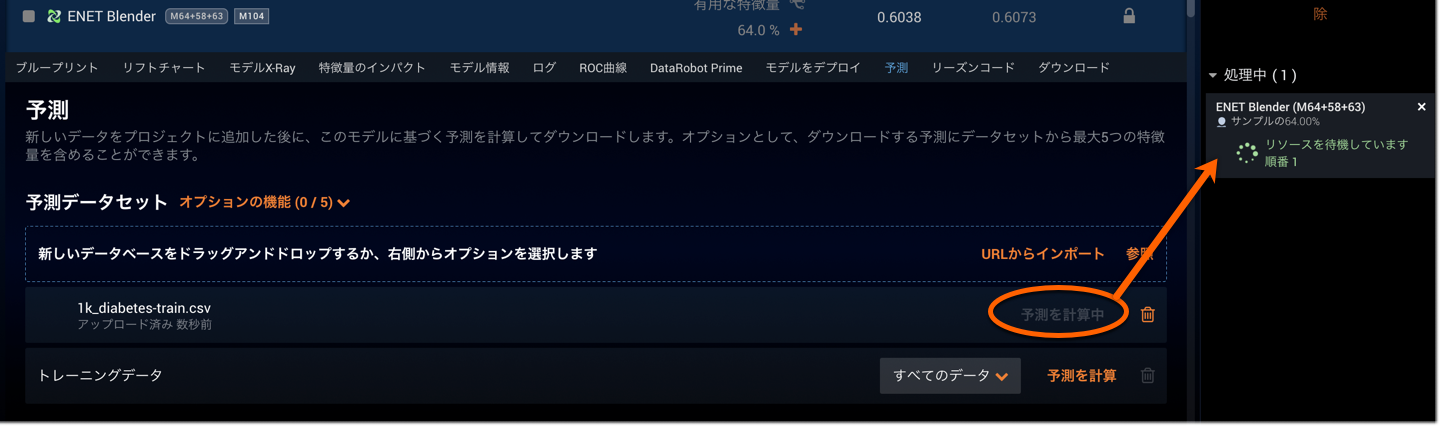 ENET Blender M64+58+63 M104
有用な特徴量
64.0 %
0.6038
0.6073
除
ブループリント リフトチャート モデルX-Ray 特徴量のインパクト モデル情報 ログ ROC曲線 DataRobot Prime モデルをデプロイ 予測 リーズンコード ダウンロード
予測
新しいデータをプロジェクトに追加した後に、このモデルに基づく予測を計算してダウンロードします。オプションとして、ダウンロードする予測にデータセットから最大5つの特徴
量を含めることができます。
予測データセット オプションの機能 (0 / 5)
新しいデータベースをドラッグアンドドロップするか、右側からオプションを選択します URLからインポート 参照
1k_diabetes-train.csv
アップロード済み 数秒前
予測を計算中
トレーニングデータ すべてのデータ 予測を計算
処理中 ( 1 )
ENET Blender (M64+58+63)
サンプルの64.00%
リソースを待機しています
順番 1